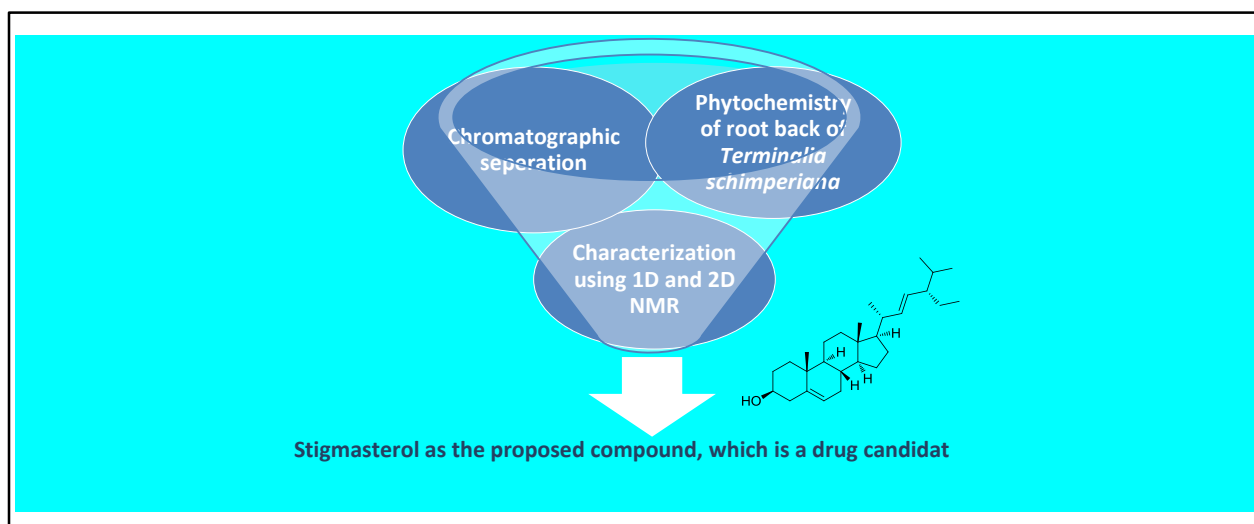 Chromatographic
seperation
Phytochemistry
of root back of
Terminalia
schimperiana
Characterization
using 1D and 2D
NMR
H
H
H
H
HO
Stigmasterol as the proposed compound, which is a drug candidat